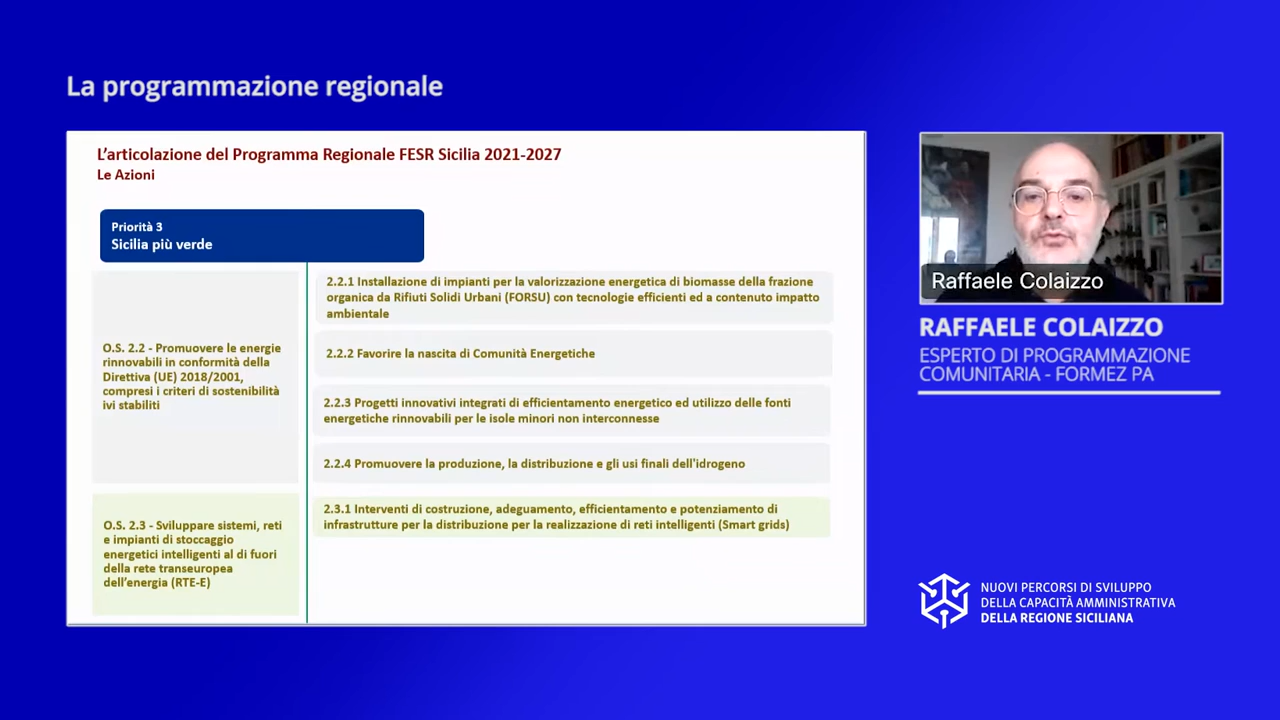 La programmazione regionale
L'articolazione del Programma Regionale FESR Sicilia 2021-2027
Le Azioni
Priorità 3
Sicilia più verde
O.S. 2.2 - Promuovere le energie
rinnovabili in conformità della
Direttiva (UE) 2018/2001,
compresi i criteri di sostenibilità
ivi stabiliti
2.2.1 Installazione di impianti per la valorizzazione energetica di biomasse della frazione
organica da Rifiuti Solidi Urbani (FORSU) con tecnologie efficienti ed a contenuto impatto
ambientale
2.2.2 Favorire la nascita di Comunità Energetiche
2.2.3 Progetti innovativi integrati di efficientamento energetico ed utilizzo delle fonti
energetiche rinnovabili per le isole minori non interconnesse
2.2.4 Promuovere la produzione, la distribuzione e gli usi finali dell'idrogeno
O.S. 2.3 - Sviluppare sistemi, reti
e impianti di stoccaggio
energetici intelligenti al di fuori
della rete transeuropea
dell'energia (RTE-E)
2.3.1 Interventi di costruzione, adeguamento, efficientamento e potenziamento di
infrastrutture per la distribuzione per la realizzazione di reti intelligenti (Smart grids)
Raffaele Colaizzo
RAFFAELE COLAIZZO
ESPERTO DI PROGRAMMAZIONE
COMUNITARIA - FORMEZ PA
NUOVI PERCORSI DI SVILUPPO
DELLA CAPACITÀ AMMINISTRATIVA
DELLA REGIONE SICILIANA